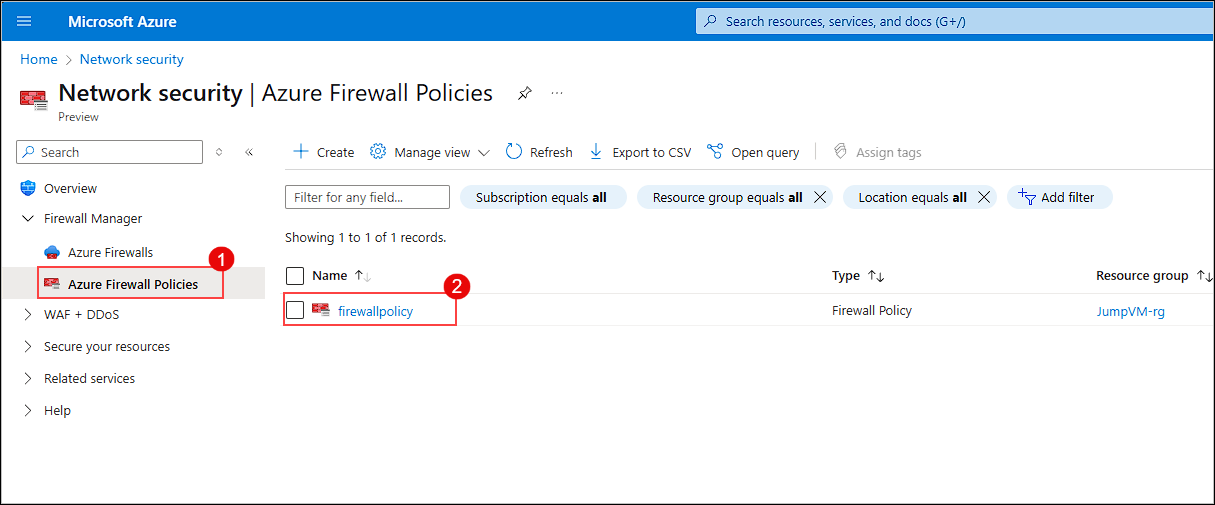 Microsoft Azure
Search resources, services, and docs (G+/)
Home > Network security
Network security | Azure Firewall Policies ...
Preview
Search
Create Manage view Refresh Export to CSV Open query Assign tags
Overview
Filter for any field... Subscription equals all Resource group equals all Location equals all Add filter
Firewall Manager
Showing 1 to 1 of 1 records.
Azure Firewalls
1
Azure Firewall Policies
Name Type Resource group
2
firewallpolicy Firewall Policy JumpVM-rg
WAF + DDoS
Secure your resources
Related services
Help